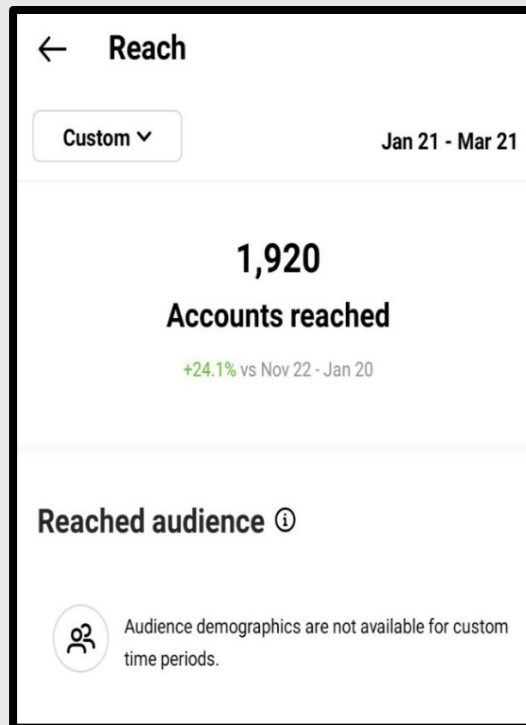 Reach
Custom
Jan 21 - Mar 21
1,920
Accounts reached
+24.1% vs Nov 22 - Jan 20
Reached audience
Audience demographics are not available for custom
time periods.